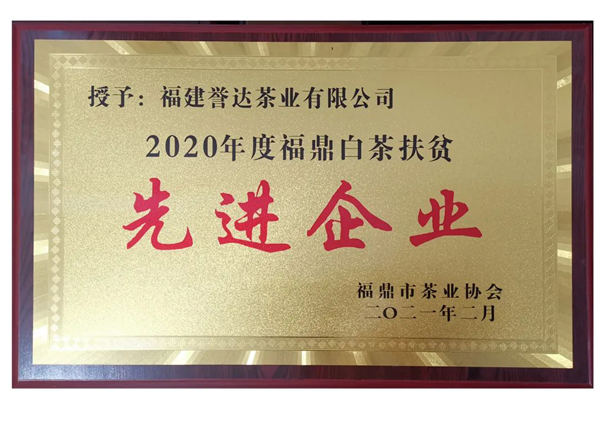 授予：福建誉达茶业有限公司
2020年度福鼎白茶扶贫
先进企业
福鼎市茶业协会
二〇二一年二月